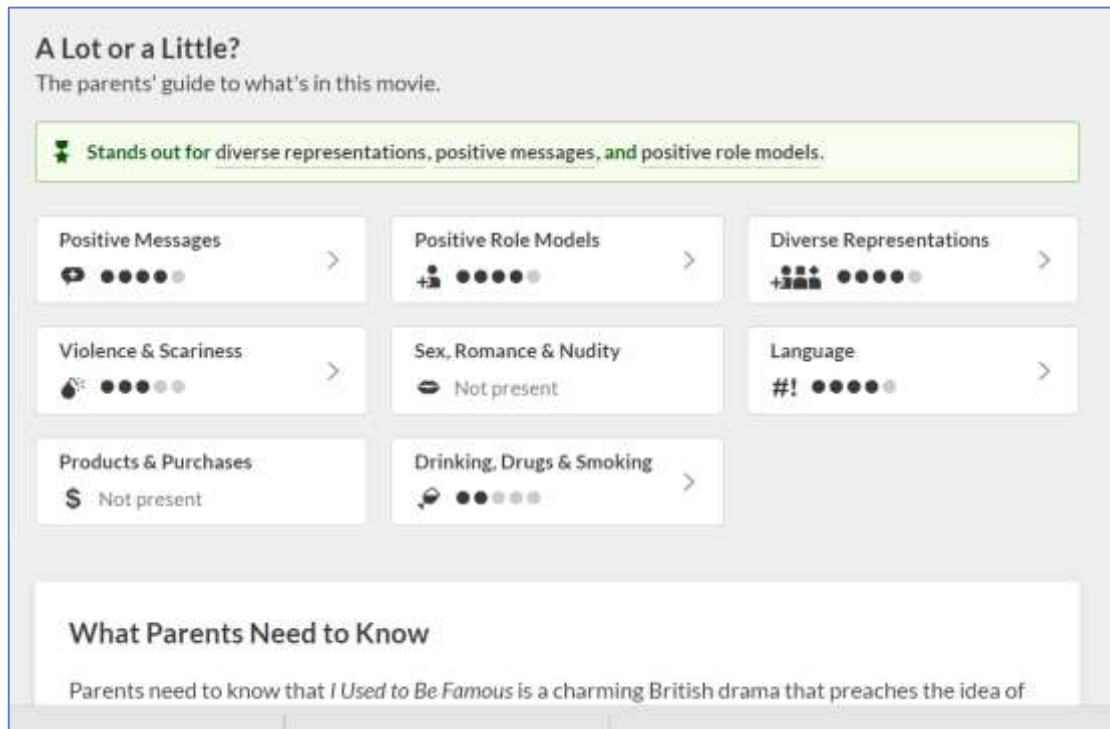 A Lot or a Little?
The parents' guide to what's in this movie.
Stands out for diverse representations, positive messages, and positive role models.
Positive Messages
Positive Role Models
Diverse Representations
Violence & Scariness
Sex, Romance & Nudity
Not present
Language
#!
Products & Purchases
$ Not present
Drinking, Drugs & Smoking
What Parents Need to Know
Parents need to know that I Used to Be Famous is a charming British drama that preaches the idea of